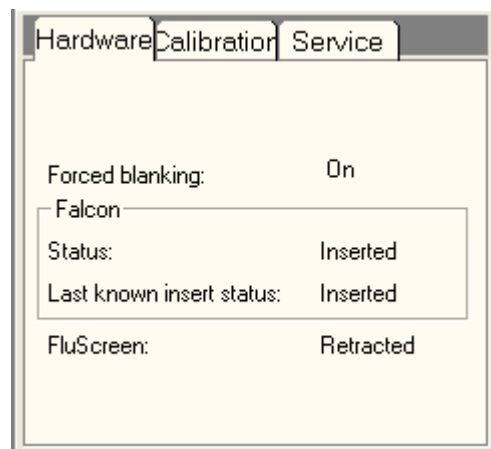 Hardware Calibration Service
Forced blanking: On
Falcon
Status: Inserted
Last known insert status: Inserted
FluScreen: Retracted